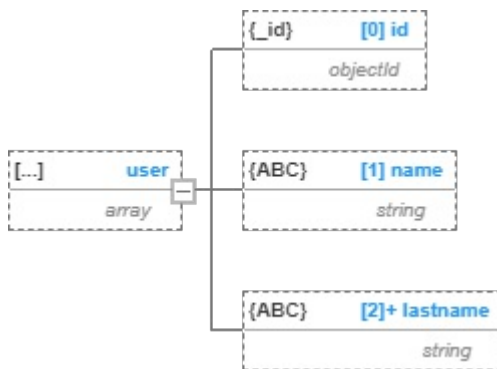 {_id} [0] id
objectId
[...] user
array
{ABC} [1] name
string
{ABC} [2]+ lastname
string